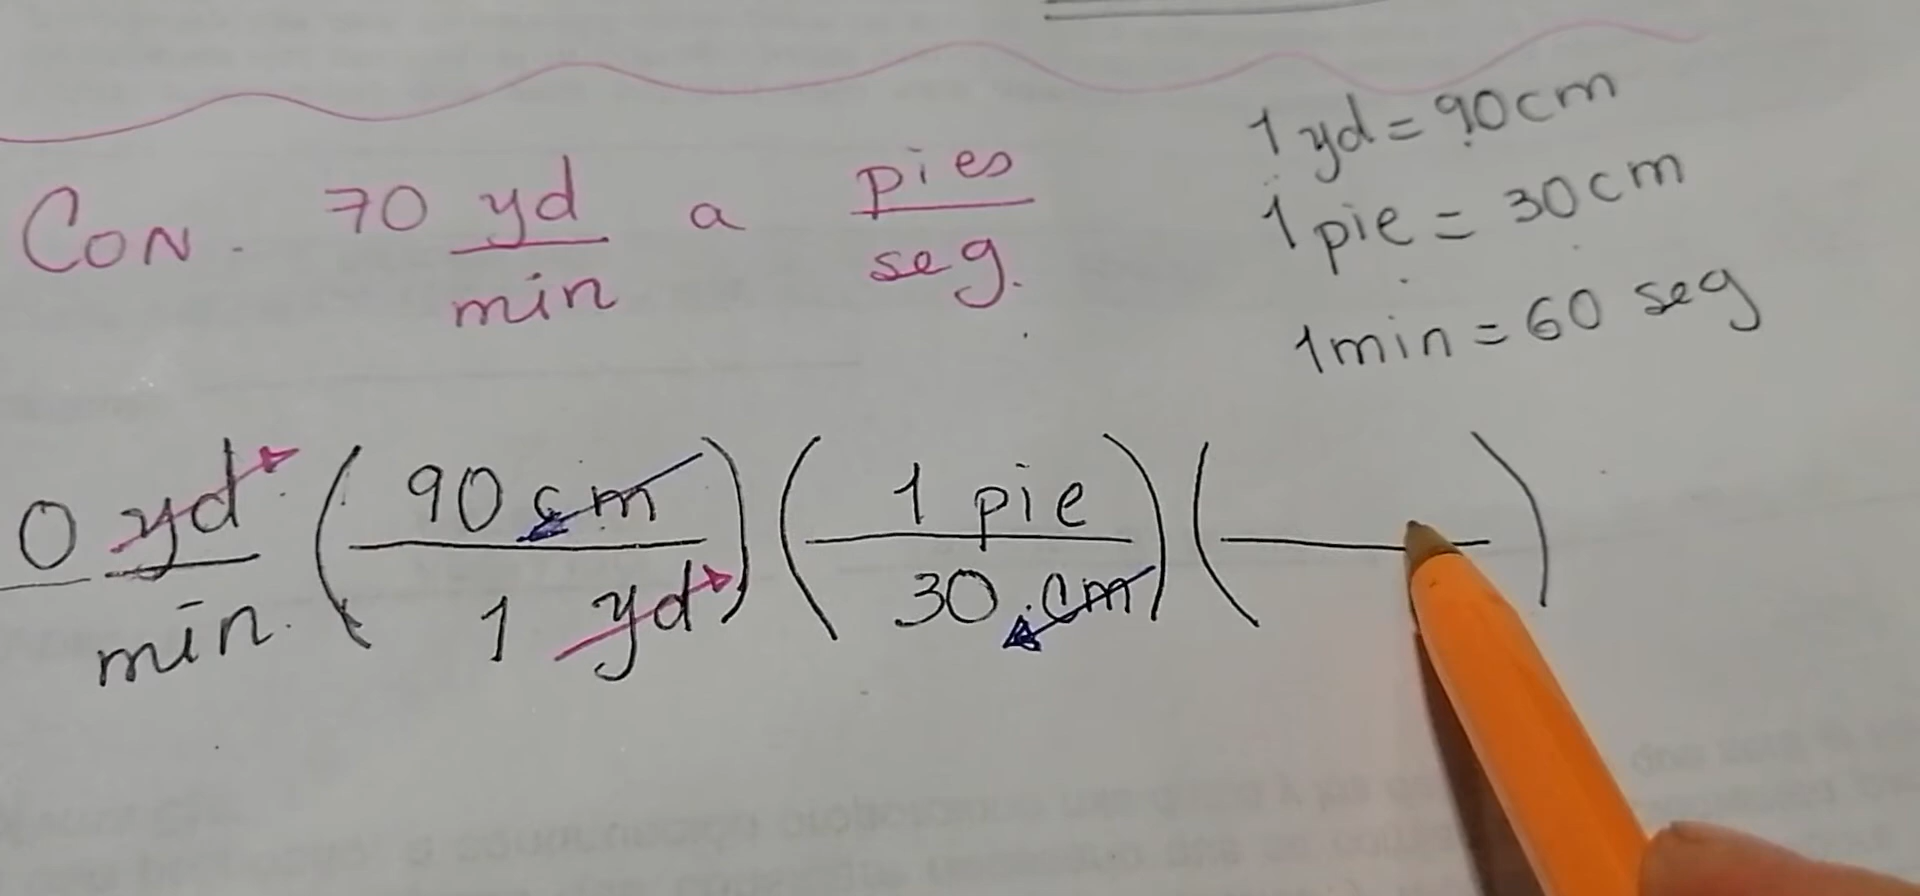 1 yd = 90 cm
CON. 70 yd/min a pies/seg.
1 pie = 30 cm
1 min = 60 seg
0 yd/min. (90 cm/1 yd) (1 pie/30 cm) ( )